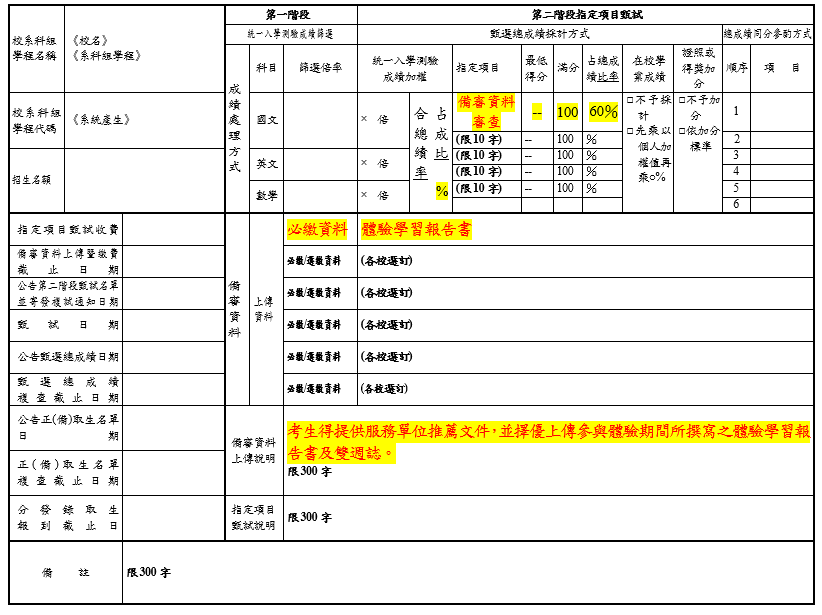 校系科組
學程名稱
《校名》
《系科組學程》
第一階段
統一入學測驗成績篩選
第二階段指定項目甄試
甄選總成績採計方式
總成績同分參酌方式
成績處理方式
科目
篩選倍率
統一入學測驗
成績加權
指定項目
最低
得分
滿分
占總成
績比率
在校學
業成績
證照或
得獎加
分
順序
項 目
校系科組
學程代碼
《系統產生》
國文
× 倍
合總成績率
占成比
%
備審資料
審查
--
100
60%
□不予採
計
□先乘以
個人加
權值再
乘○%
□不予加
分
□依加分
標準
1
(限10字)
--
100
%
2
招生名額
英文
× 倍
(限10字)
--
100
%
3
(限10字)
--
100
%
4
數學
× 倍
(限10字)
--
100
%
5
6
指定項目甄試收費
備審資料
上傳
資料
必繳資料
體驗學習報告書
備審資料上傳暨繳費
截止日期
必繳/選繳資料
(各校選訂)
公告第二階段甄試名單
並寄發複試通知日期
必繳/選繳資料
(各校選訂)
甄試日期
必繳/選繳資料
(各校選訂)
公告甄選總成績日期
必繳/選繳資料
(各校選訂)
甄選總成績
複查截止日期
必繳/選繳資料
(各校選訂)
公告正(備)取生名單
日期
備審資料
上傳說明
考生得提供服務單位推薦文件,並擇優上傳參與體驗期間所撰寫之體驗學習報
告書及雙週誌。
限300字
正(備)取生名單
複查截止日期
分發錄取生
報到截止日
指定項目
甄試說明
限300字
備 註
限300字